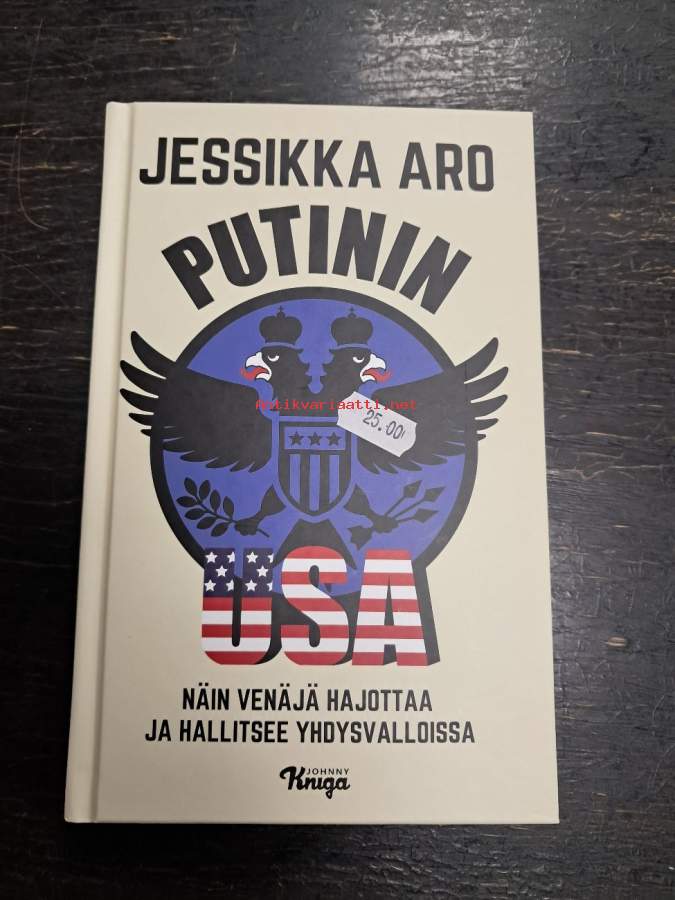 JESSIKKA ARO
PUTININ
Antikvariaatti.net
25.00
USA
NÄIN VENÄJÄ HAJOTTAA
JA HALLITSEE YHDYSVALLOISSA
JOHNNY
Kniga